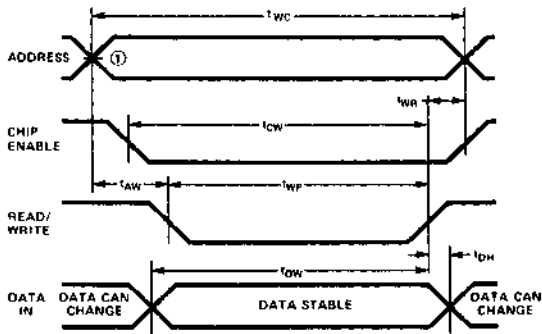 tWC
ADDRESS
①
tWR
CHIP
ENABLE
tCW
tAW
tWP
READ/
WRITE
tDW
tDH
DATA
IN
DATA CAN
CHANGE
DATA STABLE
DATA CAN
CHANGE